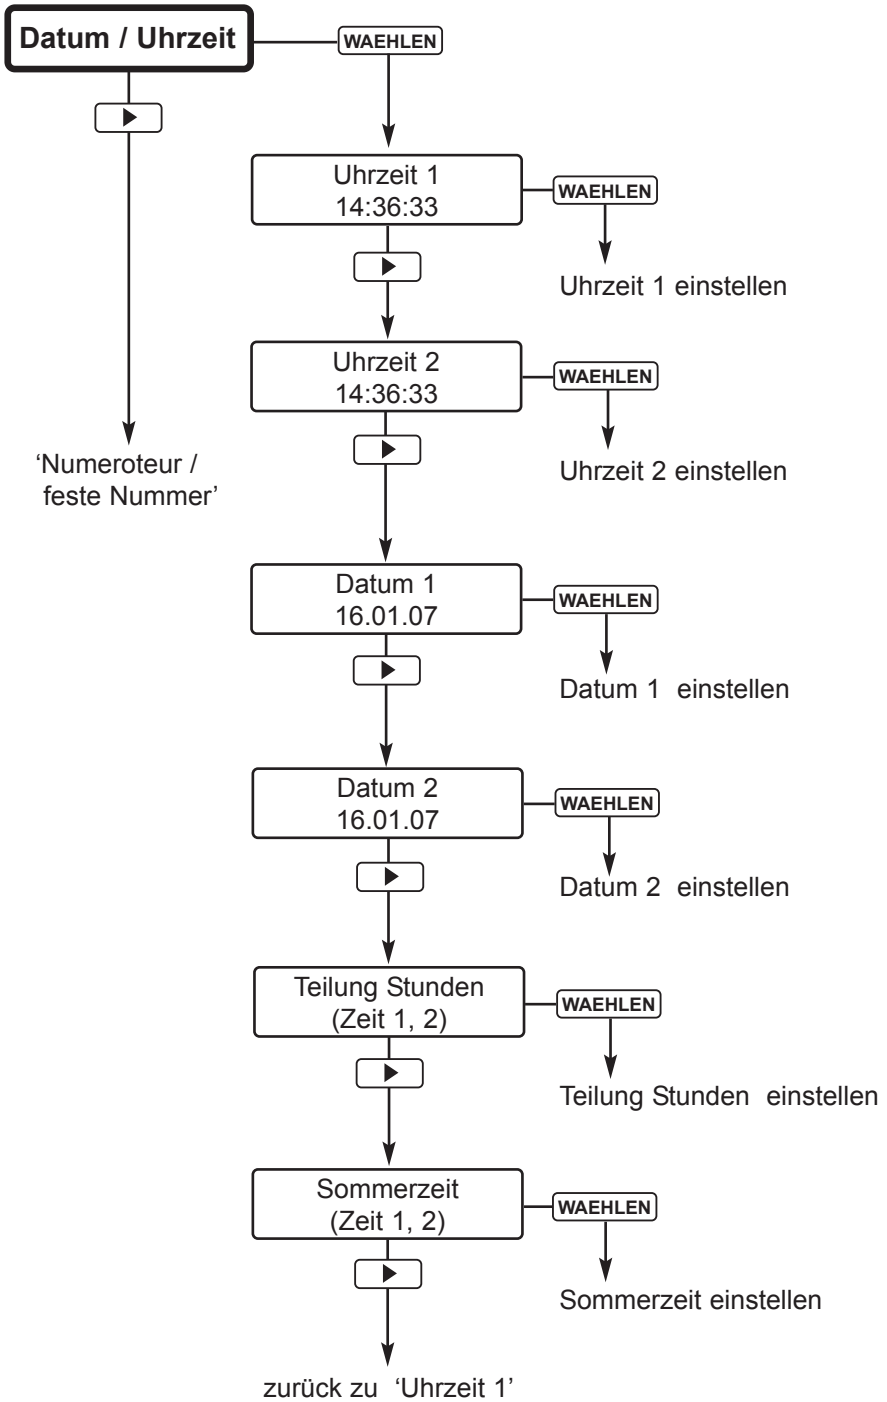 Datum / Uhrzeit
WAEHLEN
Uhrzeit 1
14:36:33
WAEHLEN
Uhrzeit 1 einstellen
Uhrzeit 2
14:36:33
WAEHLEN
Uhrzeit 2 einstellen
‘Numeroteur /
feste Nummer’
Datum 1
16.01.07
WAEHLEN
Datum 1 einstellen
Datum 2
16.01.07
WAEHLEN
Datum 2 einstellen
Teilung Stunden
(Zeit 1, 2)
WAEHLEN
Teilung Stunden einstellen
Sommerzeit
(Zeit 1, 2)
WAEHLEN
Sommerzeit einstellen
zurück zu ‘Uhrzeit 1’